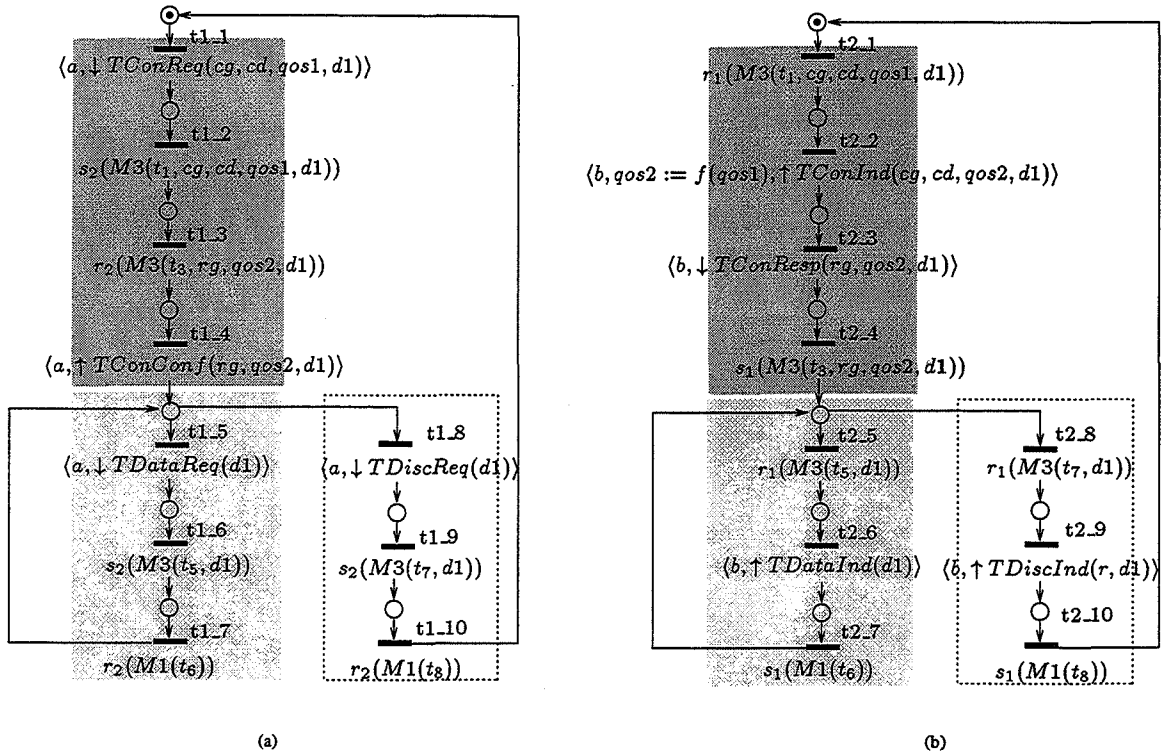 t1_1
⟨a,↓ TConReq(cg, cd, qos1, d1)⟩
t1_2
s₂(M3(t₁, cg, cd, qos1, d1))
t1_3
r₂(M3(t₃, rg, qos2, d1))
t1_4
⟨a,↑ TConConf(rg, qos2, d1)⟩
t1_5
⟨a,↓ TDataReq(d1)⟩
t1_6
s₂(M3(t₅, d1))
t1_7
r₂(M1(t₆))
t1_8
⟨a,↓ TDiscReq(d1)⟩
t1_9
s₂(M3(t₇, d1))
t1_10
r₂(M1(t₈))
(a)
t2_1
r₁(M3(t₁, cg, cd, qos1, d1))
t2_2
⟨b, qos2 := f(qos1),↑ TConInd(cg, cd, qos2, d1)⟩
t2_3
⟨b,↓ TConResp(rg, qos2, d1)⟩
t2_4
s₁(M3(t₃, rg, qos2, d1))
t2_5
r₁(M3(t₅, d1))
t2_6
⟨b,↑ TDataInd(d1)⟩
t2_7
s₁(M1(t₆))
t2_8
r₁(M3(t₇, d1))
t2_9
⟨b,↑ TDiscInd(r, d1)⟩
t2_10
s₁(M1(t₈))
(b)